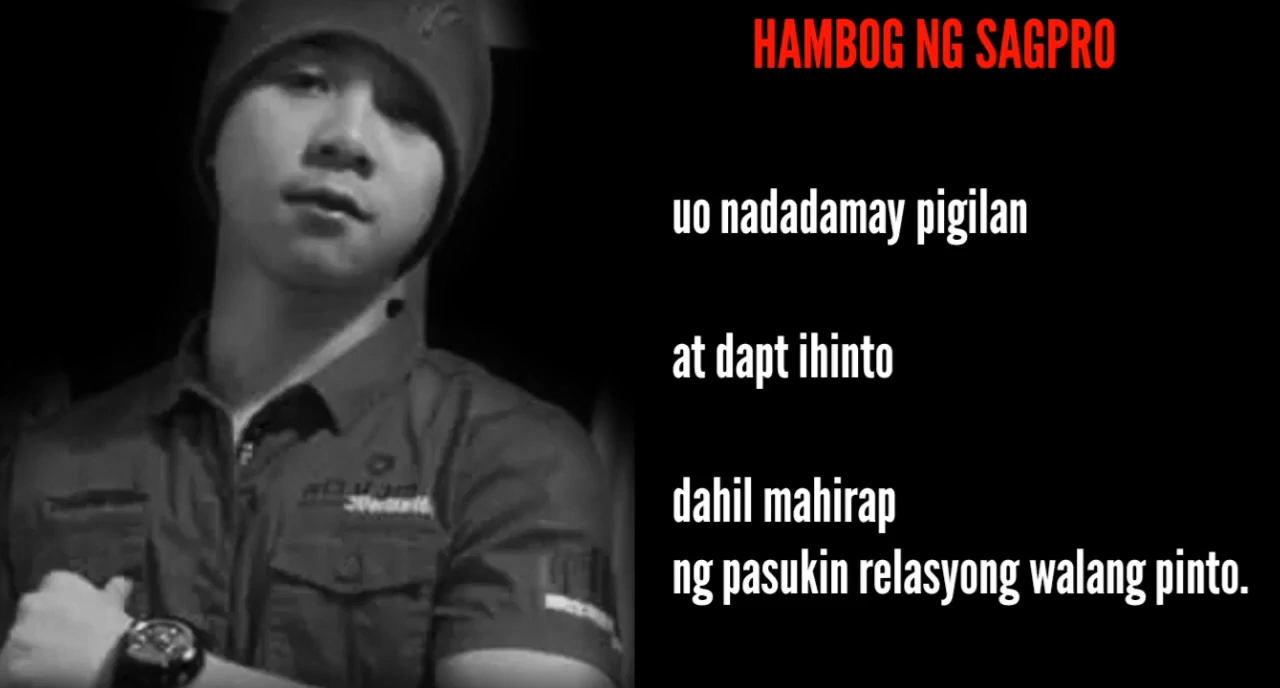 HAMBOG NG SAGPRO
uo nadadamay pigilan
at dapt ihinto
dahil mahirap
ng pasukin relasyong walang pinto.